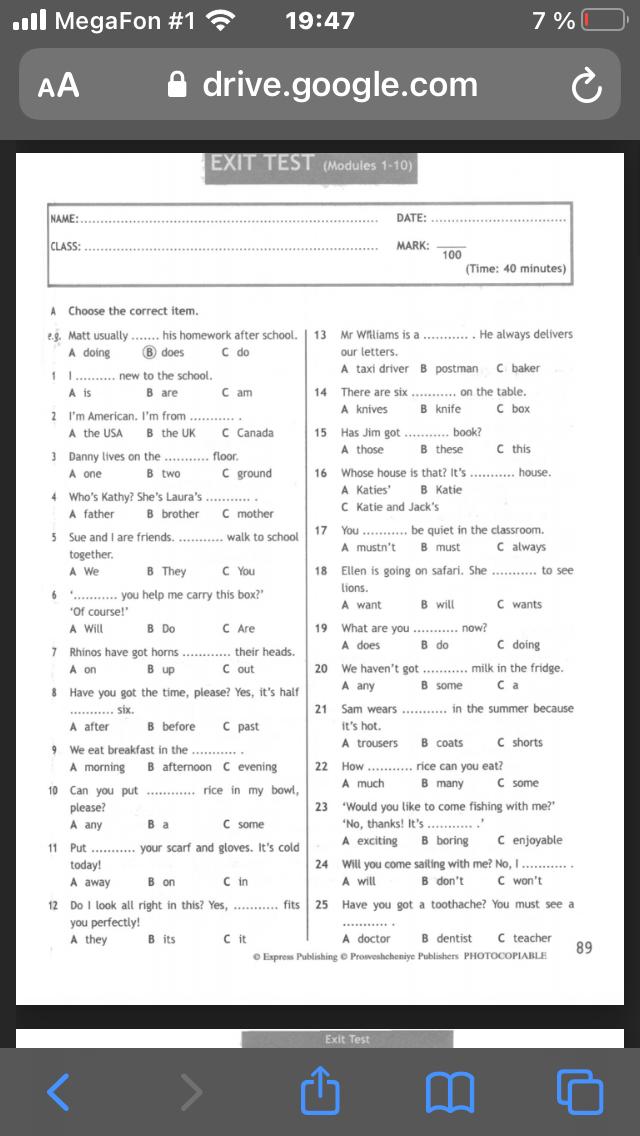 MegaFon #1 19:47 7 %
AA drive.google.com
EXIT TEST (Modules 1-10)
NAME:.......... DATE: ..........
CLASS: .......... MARK: ____
100
(Time: 40 minutes)
A Choose the correct item.
e.g. Matt usually ....... his homework after school.
A doing B does C do
1 I .......... new to the school.
A is B are C am
2 I'm American. I'm from .......... .
A the USA B the UK C Canada
3 Danny lives on the .......... floor.
A one B two C ground
4 Who's Kathy? She's Laura's .......... .
A father B brother C mother
5 Sue and I are friends. .......... walk to school
together.
A We B They C You
6 '.......... you help me carry this box?'
'Of course!'
A Will B Do C Are
7 Rhinos have got horns ........... their heads.
A on B up C out
8 Have you got the time, please? Yes, it's half
.......... six.
A after B before C past
9 We eat breakfast in the .......... .
A morning B afternoon C evening
10 Can you put ........... rice in my bowl,
please?
A any B a C some
11 Put .......... your scarf and gloves. It's cold
today!
A away B on C in
12 Do I look all right in this? Yes, .......... fits
you perfectly!
A they B its C it
13 Mr Williams is a .......... . He always delivers
our letters.
A taxi driver B postman C baker
14 There are six .......... on the table.
A knives B knife C box
15 Has Jim got .......... book?
A those B these C this
16 Whose house is that? It's .......... house.
A Katies' B Katie
C Katie and Jack's
17 You .......... be quiet in the classroom.
A mustn't B must C always
18 Ellen is going on safari. She .......... to see
lions.
A want B will C wants
19 What are you .......... now?
A does B do C doing
20 We haven't got .......... milk in the fridge.
A any B some C a
21 Sam wears .......... in the summer because
it's hot.
A trousers B coats C shorts
22 How .......... rice can you eat?
A much B many C some
23 'Would you like to come fishing with me?'
'No, thanks! It's .......... .'
A exciting B boring C enjoyable
24 Will you come sailing with me? No, I .......... .
A will B don't C won't
25 Have you got a toothache? You must see a
.......... .
A doctor B dentist C teacher
© Express Publishing © Prosveshcheniye Publishers PHOTOCOPIABLE
89
Exit Test